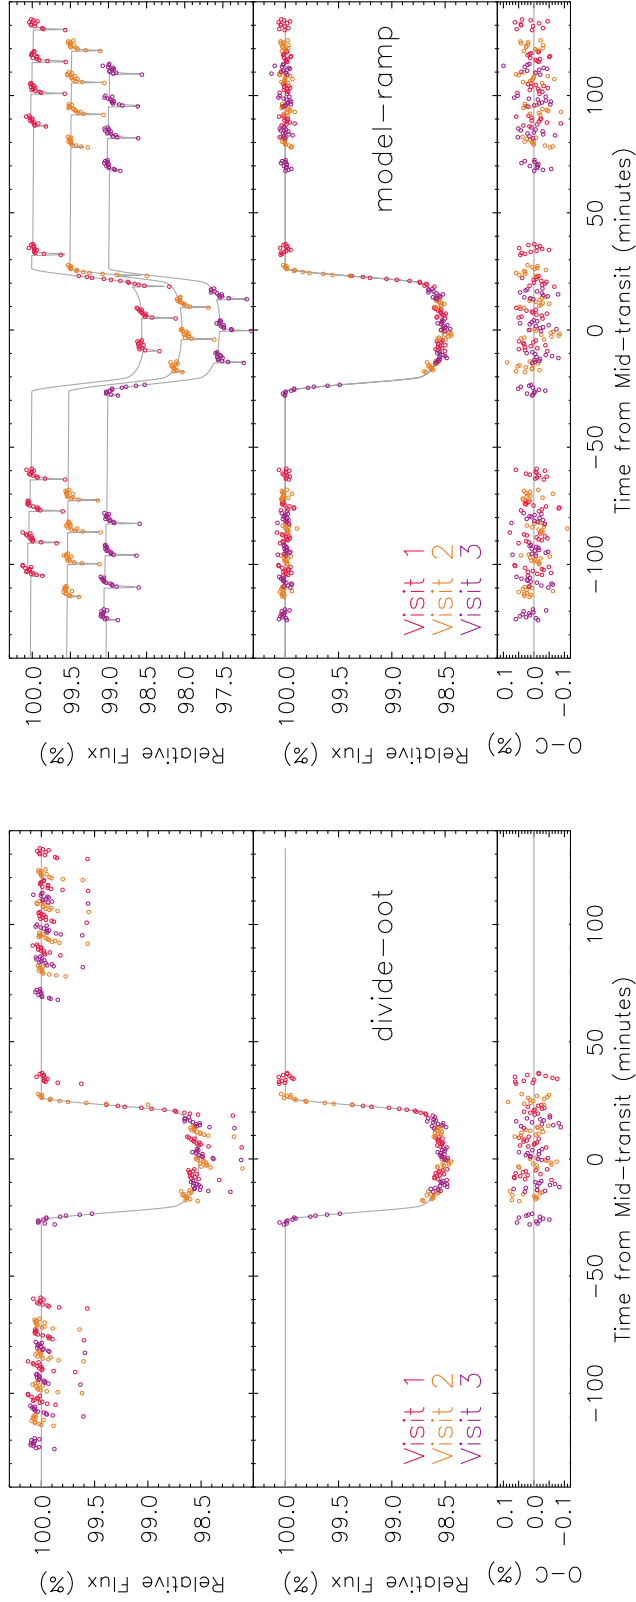 Relative Flux (%)
100.0
99.5
99.0
98.5
Relative Flux (%)
100.0
99.5
99.0
98.5
divide−oot
Visit 1
Visit 2
Visit 3
O−C (%)
0.1
0.0
−0.1
−100
−50
0
50
100
Time from Mid−transit (minutes)
Relative Flux (%)
100.0
99.5
99.0
98.5
98.0
97.5
Relative Flux (%)
100.0
99.5
99.0
98.5
model−ramp
Visit 1
Visit 2
Visit 3
O−C (%)
0.1
0.0
−0.1
−100
−50
0
50
100
Time from Mid−transit (minutes)